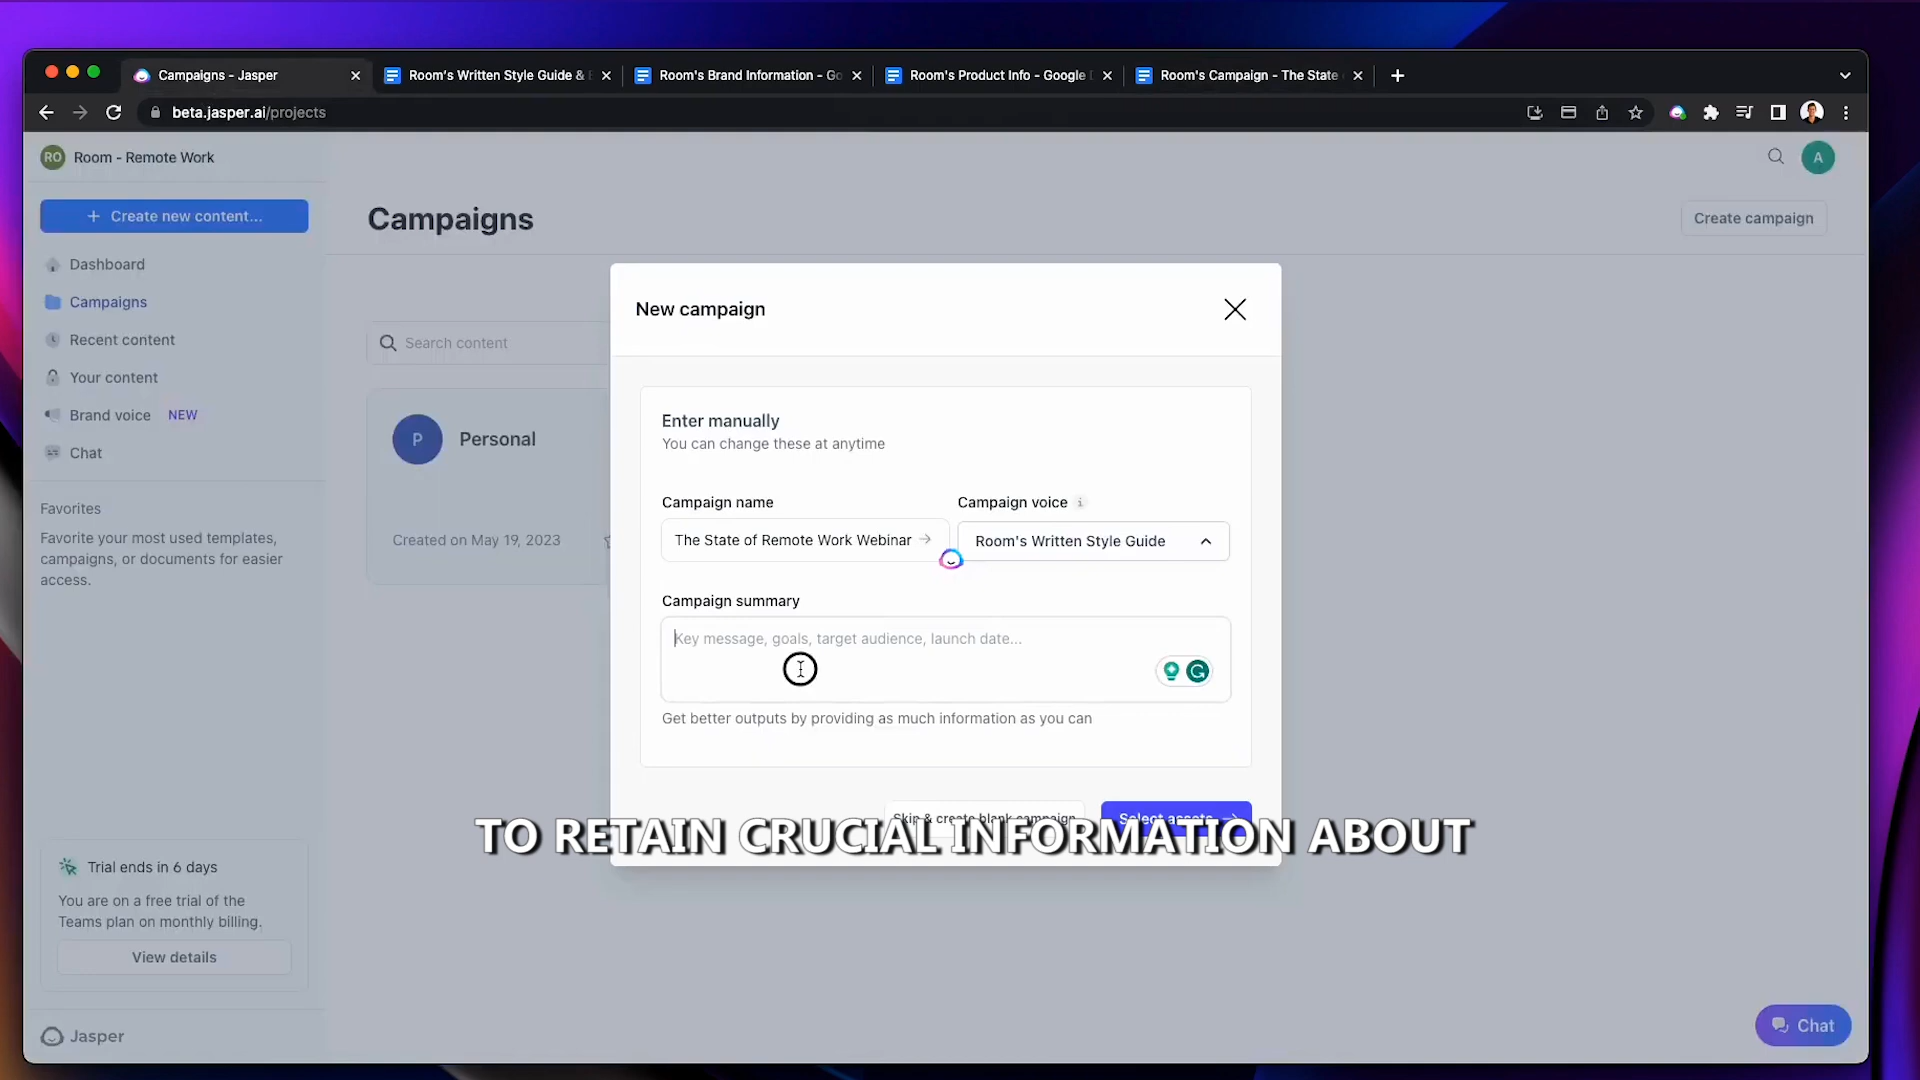 Campaigns - Jasper
Room's Written Style Guide &
Room's Brand Information - Go
Room's Product Info - Google
Room's Campaign - The State
beta.jasper.ai/projects
RO Room - Remote Work
A
+ Create new content...
Campaigns
Create campaign
Dashboard
Campaigns
Recent content
Your content
Brand voice NEW
Chat
Search content
P Personal
Created on May 19, 2023
Favorites
Favorite your most used templates,
campaigns, or documents for easier
access.
New campaign
Enter manually
You can change these at anytime
Campaign name
Campaign voice
The State of Remote Work Webinar
Room's Written Style Guide
Campaign summary
Key message, goals, target audience, launch date...
Get better outputs by providing as much information as you can
Skip & create blank campaign
Select assets
TO RETAIN CRUCIAL INFORMATION ABOUT
Trial ends in 6 days
You are on a free trial of the
Teams plan on monthly billing.
View details
Jasper
Chat